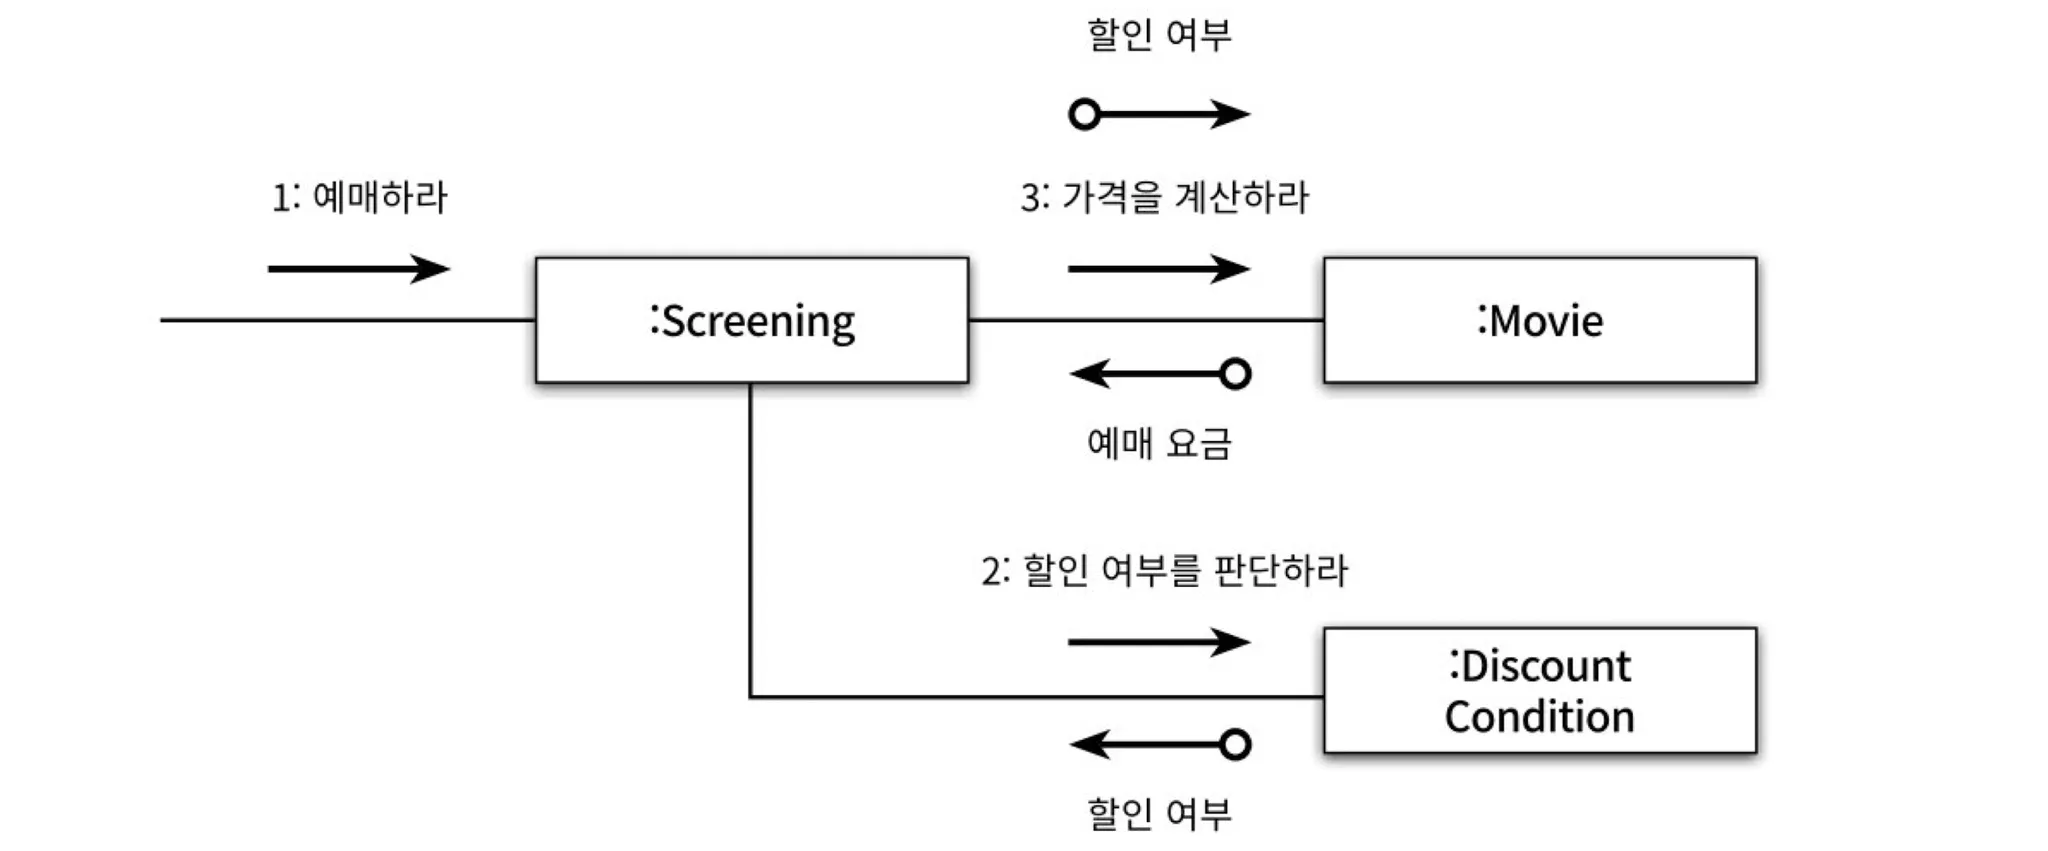 할인 여부
1: 예매하라
3: 가격을 계산하라
:Screening
:Movie
예매 요금
2: 할인 여부를 판단하라
:Discount
Condition
할인 여부